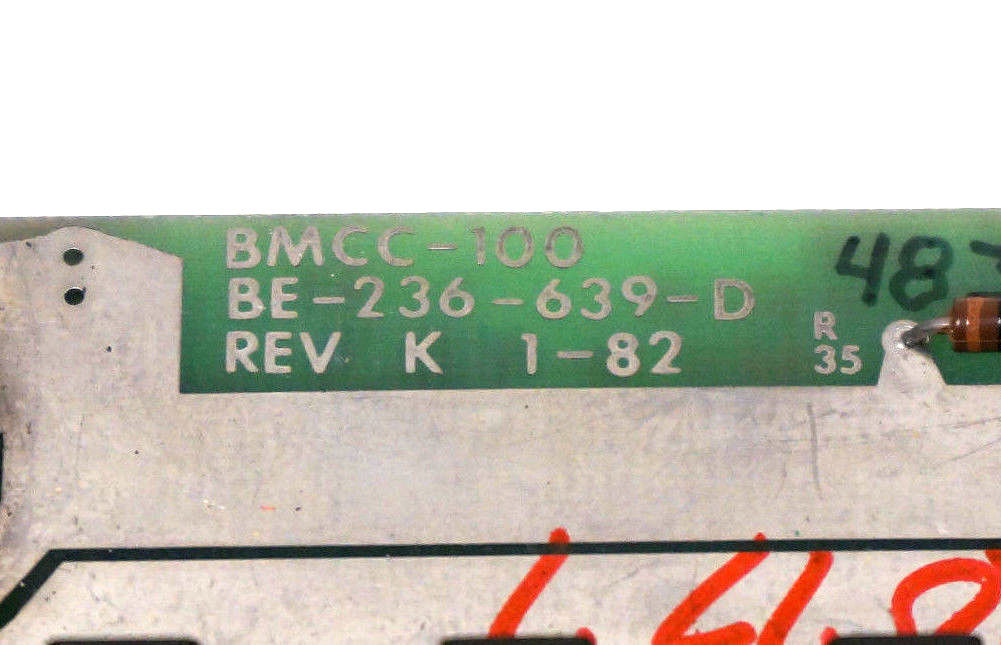 BMCC-100
BE-236-639-D
REV K 1-82
R
35